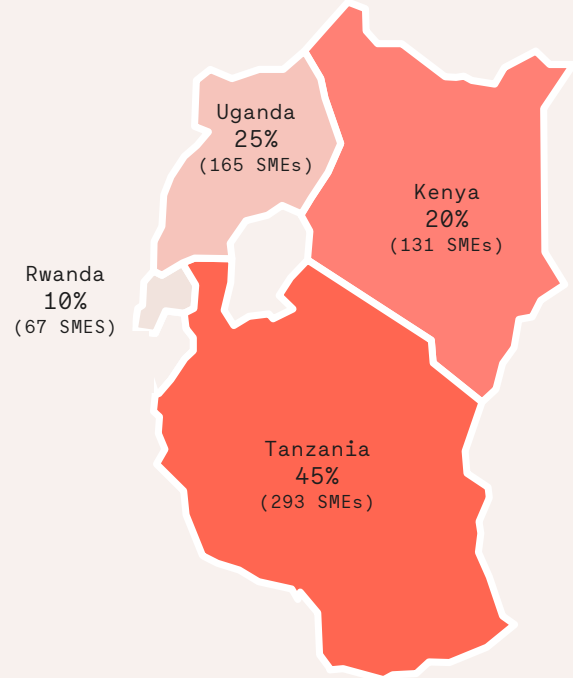 Uganda
25%
(165 SMEs)
Kenya
20%
(131 SMEs)
Rwanda
10%
(67 SMES)
Tanzania
45%
(293 SMEs)